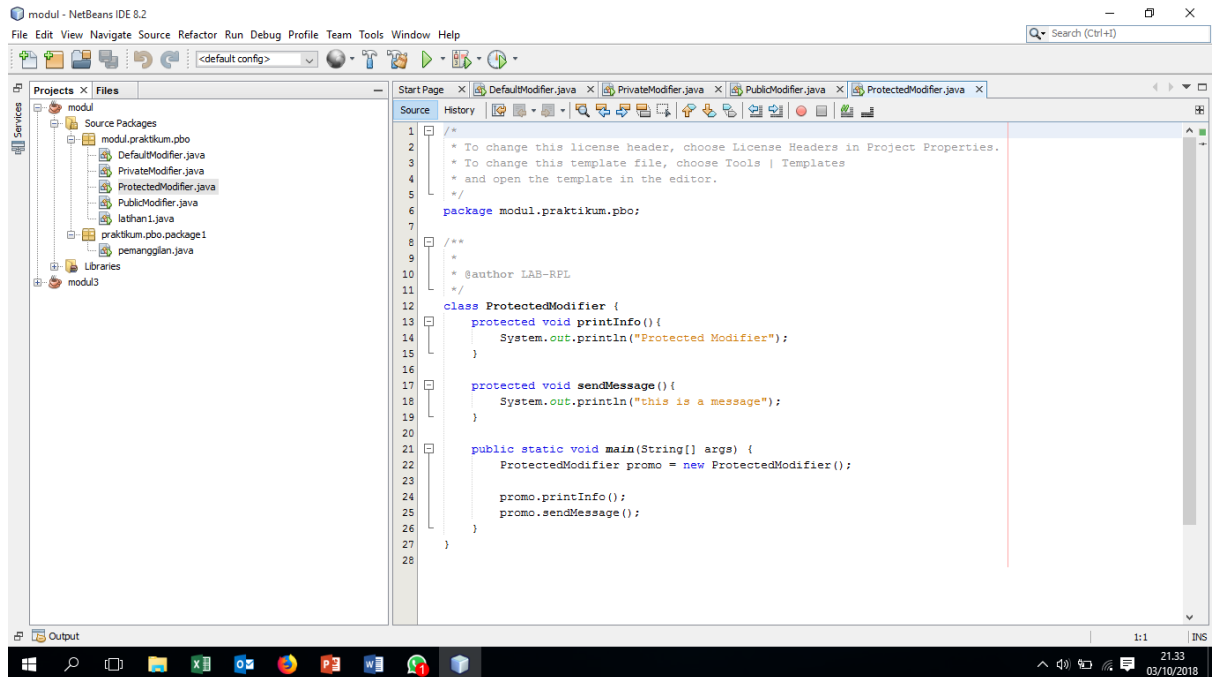 modul - NetBeans IDE 8.2
File Edit View Navigate Source Refactor Run Debug Profile Team Tools Window Help
Search (Ctrl+I)
<default config>
Projects Files
Services
modul
Source Packages
modul.praktikum.pbo
DefaultModifier.java
PrivateModifier.java
ProtectedModifier.java
PublicModifier.java
latihan1.java
praktikum.pbo.package1
pemanggilan.java
Libraries
modul3
Start Page DefaultModifier.java PrivateModifier.java PublicModifier.java ProtectedModifier.java
Source History
1 /*
2 * To change this license header, choose License Headers in Project Properties.
3 * To change this template file, choose Tools | Templates
4 * and open the template in the editor.
5 */
6 package modul.praktikum.pbo;
7
8 /**
9 *
10 * @author LAB-RPL
11 */
12 class ProtectedModifier {
13 protected void printInfo(){
14 System.out.println("Protected Modifier");
15 }
16
17 protected void sendMessage(){
18 System.out.println("this is a message");
19 }
20
21 public static void main(String[] args) {
22 ProtectedModifier promo = new ProtectedModifier();
23
24 promo.printInfo();
25 promo.sendMessage();
26 }
27 }
28
Output
1:1 INS
21.33
03/10/2018